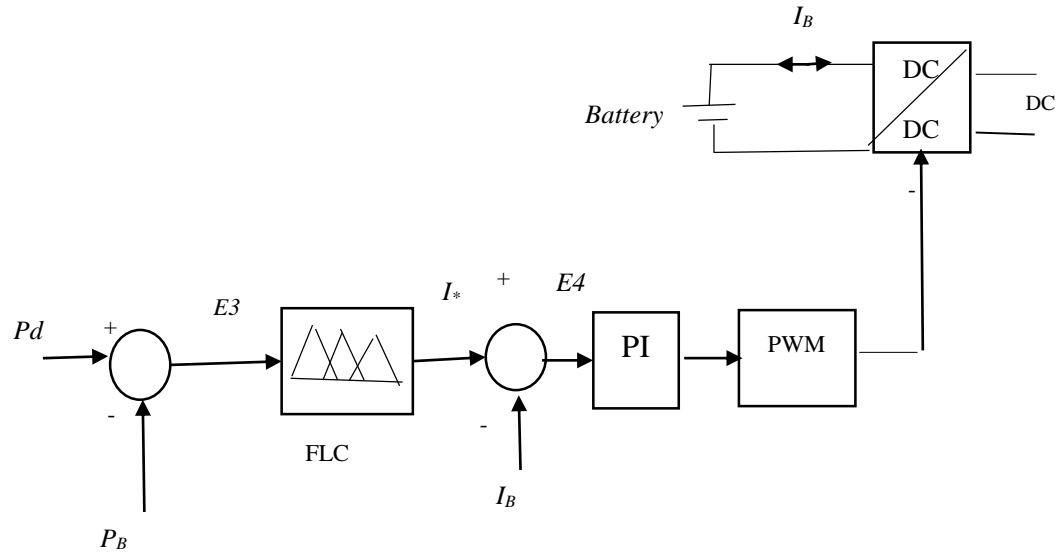 I_B
DC
DC
DC
Battery
-
+
E4
I*
E3
Pd
+
PI
PWM
-
-
FLC
I_B
P_B